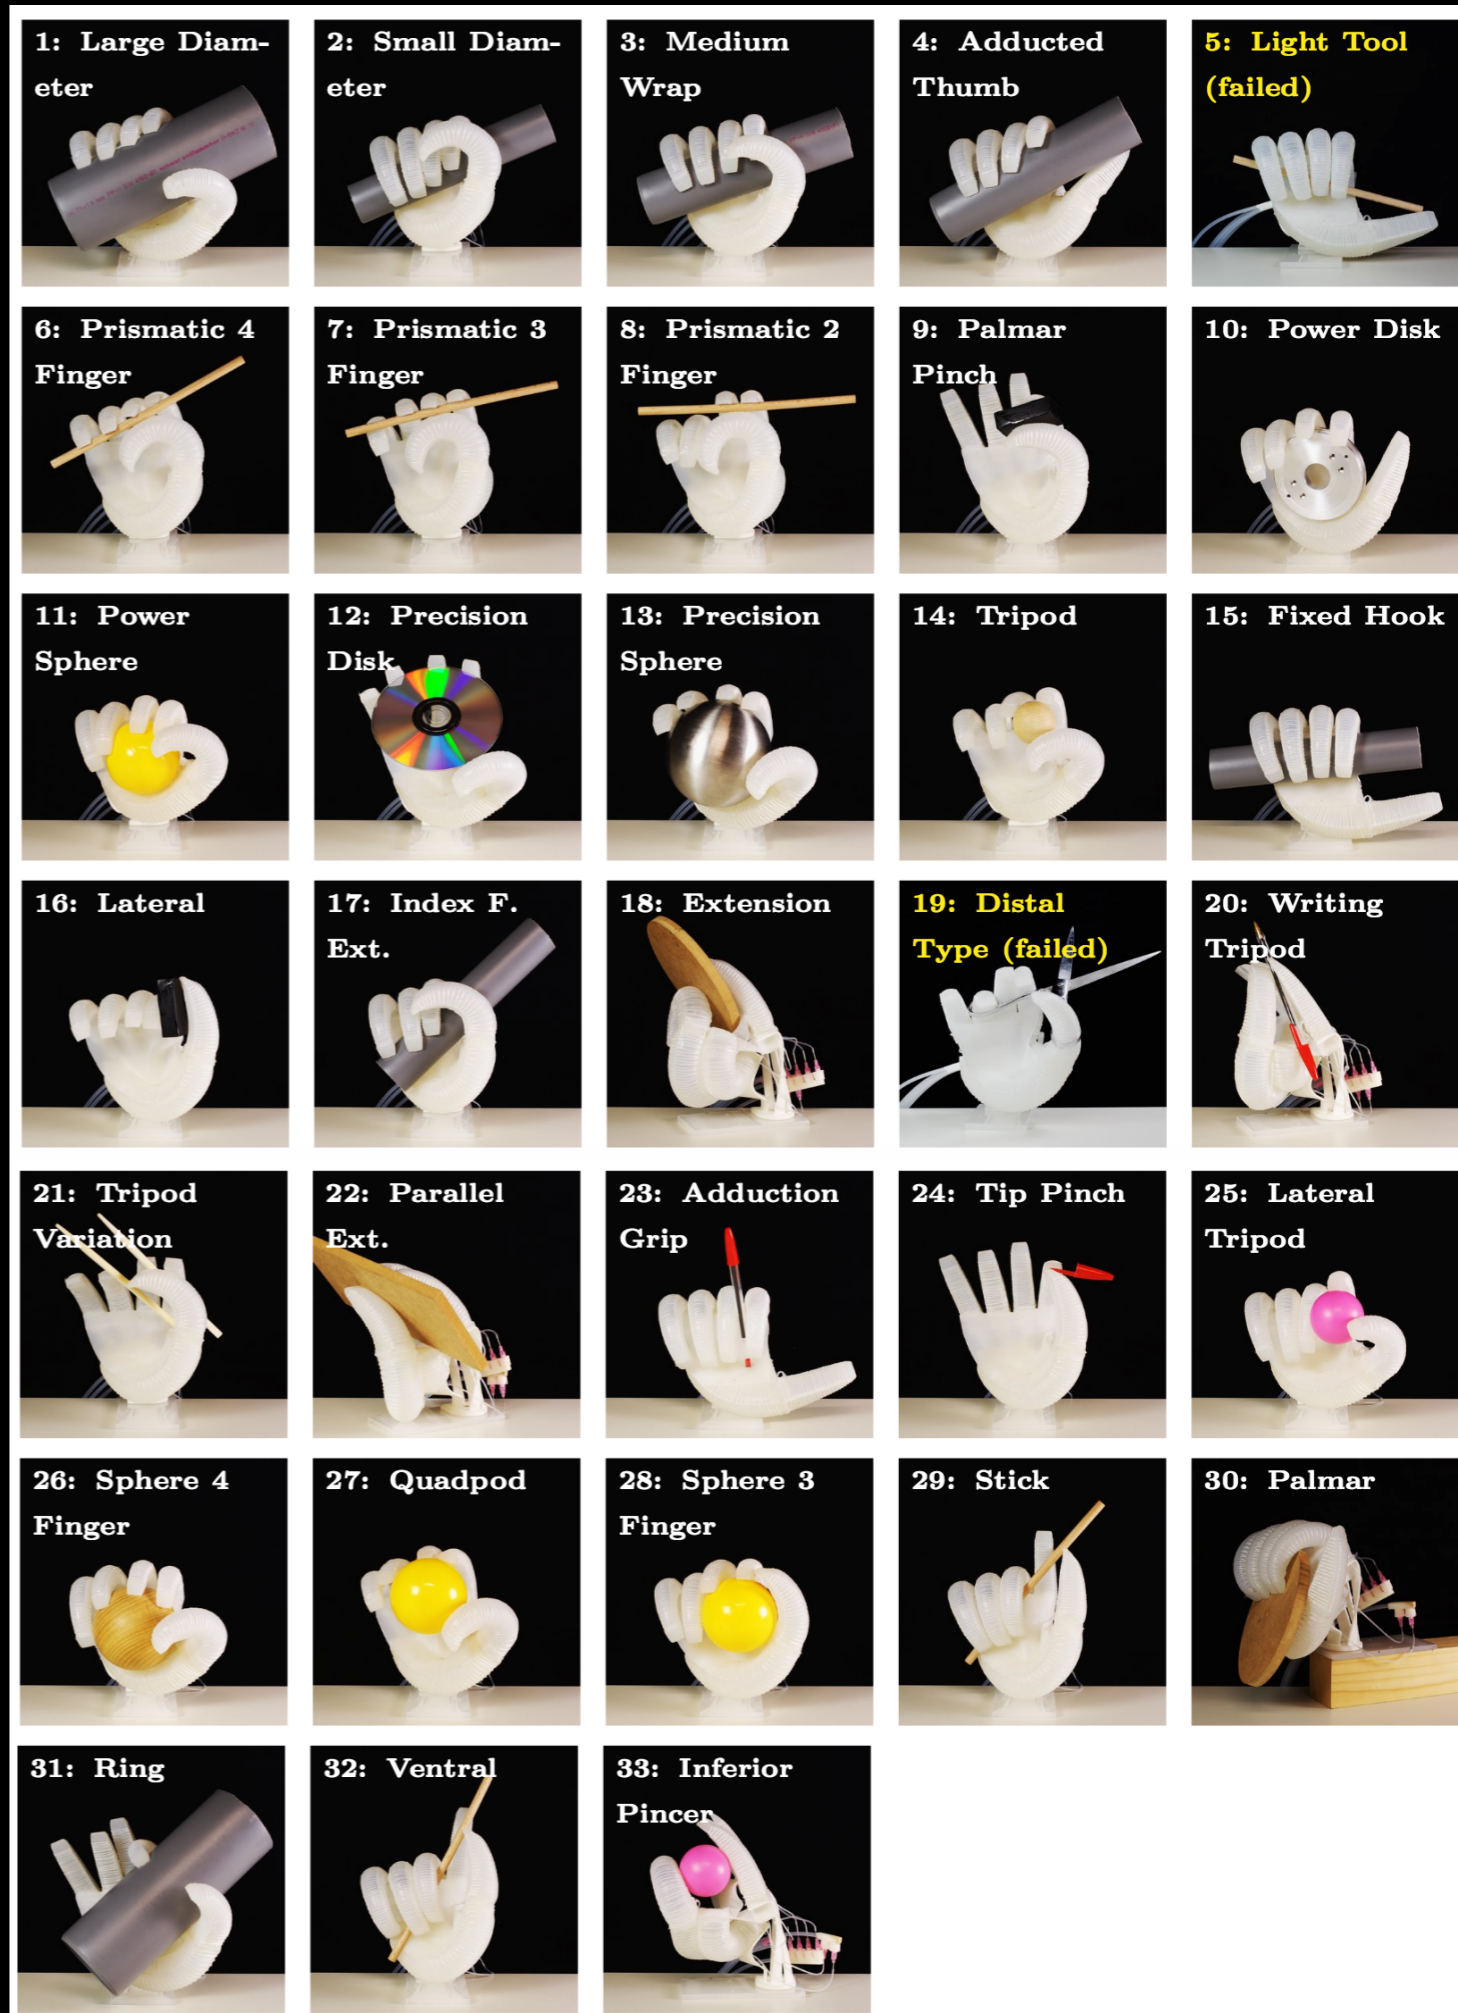 1: Large Diam-
eter
2: Small Diam-
eter
3: Medium
Wrap
4: Adducted
Thumb
5: Light Tool
(failed)
6: Prismatic 4
Finger
7: Prismatic 3
Finger
8: Prismatic 2
Finger
9: Palmar
Pinch
10: Power Disk
11: Power
Sphere
12: Precision
Disk
13: Precision
Sphere
14: Tripod
15: Fixed Hook
16: Lateral
17: Index F.
Ext.
18: Extension
19: Distal
Type (failed)
20: Writing
Tripod
21: Tripod
Variation
22: Parallel
Ext.
23: Adduction
Grip
24: Tip Pinch
25: Lateral
Tripod
26: Sphere 4
Finger
27: Quadpod
28: Sphere 3
Finger
29: Stick
30: Palmar
31: Ring
32: Ventral
33: Inferior
Pincer